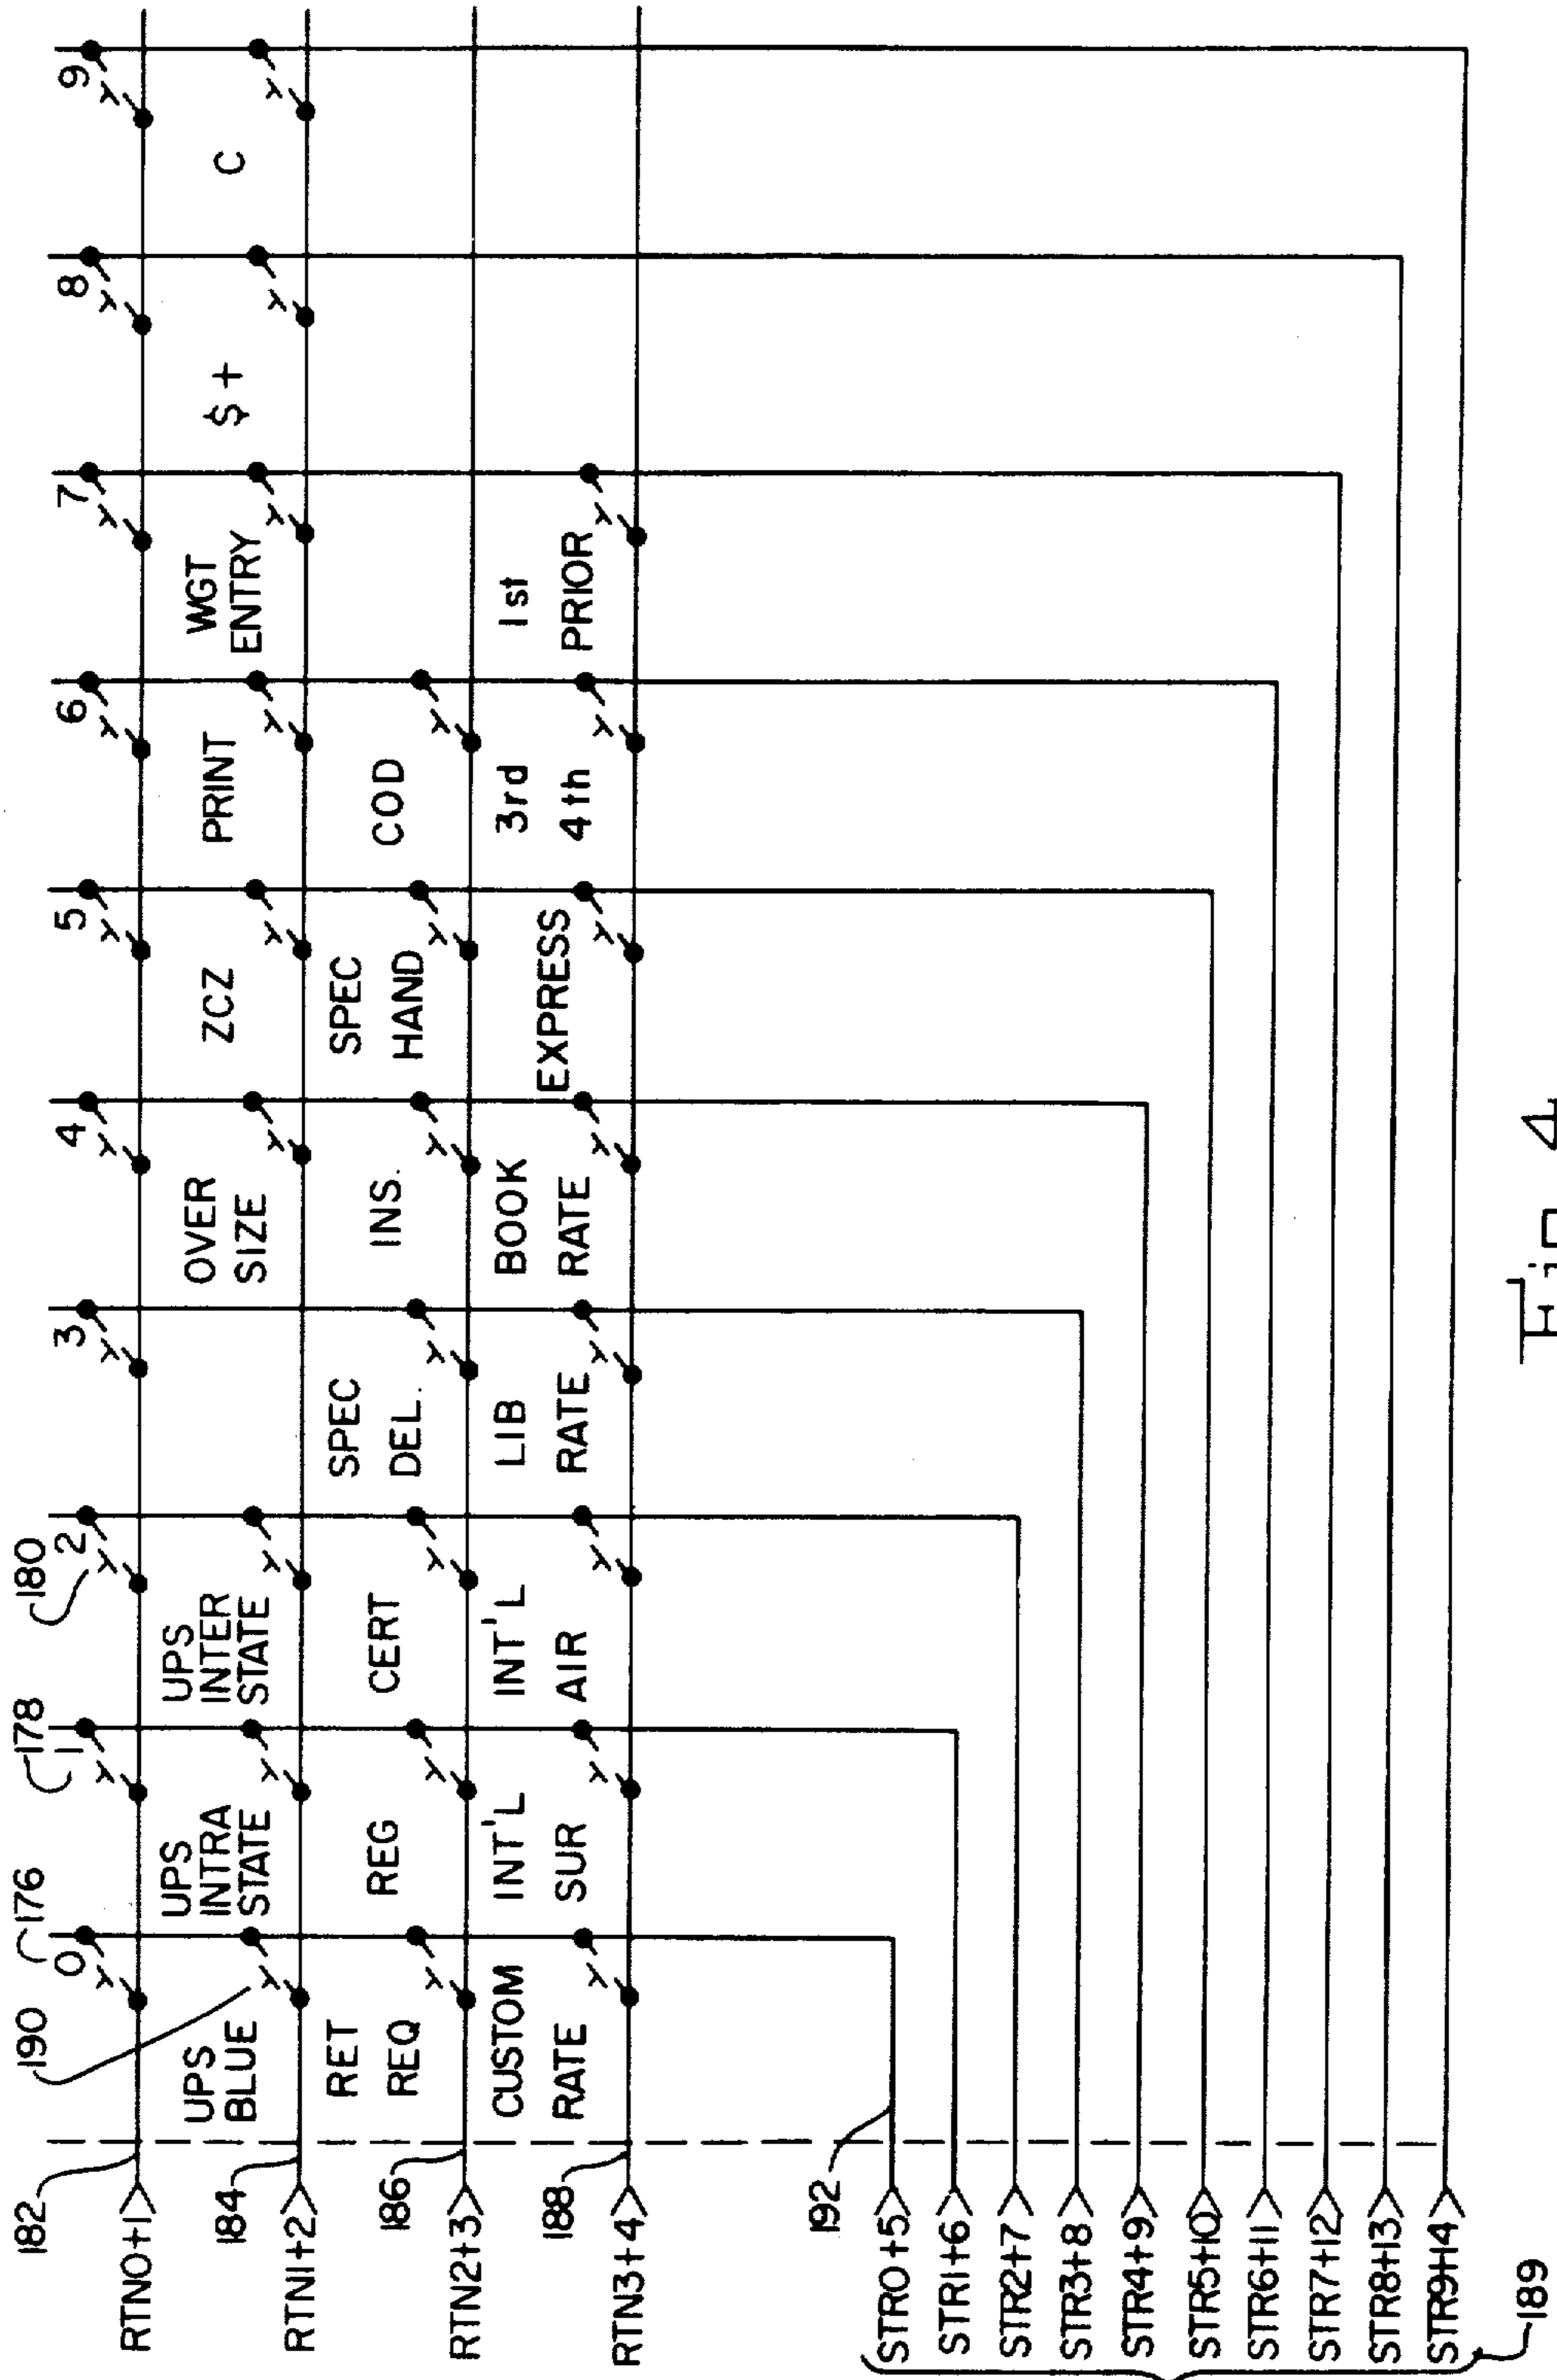 190
176
178
180
182
RTN0+1
0
1
2
3
4
5
6
7
8
9
184
RTN1+2
UPS
BLUE
UPS
INTRA
STATE
UPS
INTER
STATE
OVER
SIZE
ZCZ
PRINT
WGT
ENTRY
$ +
C
186
RTN2+3
RET
REQ
REG
CERT
SPEC
DEL.
INS.
SPEC
HAND
COD
188
RTN3+4
CUSTOM
RATE
INT'L
SUR
INT'L
AIR
LIB
RATE
BOOK
RATE
EXPRESS
3rd
4th
1st
PRIOR
192
STR0+5
STR1+6
STR2+7
STR3+8
STR4+9
STR5+10
STR6+11
STR7+12
STR8+13
STR9+14
189
Fig. 4